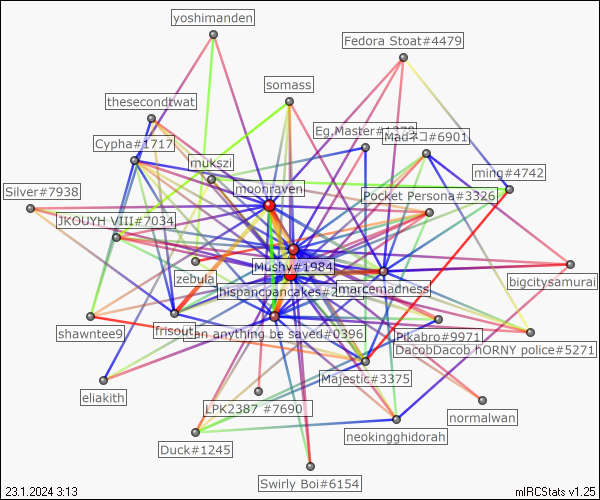 yoshimanden
Fedora Stoat#4479
somass
thesecondtwat
Eg.Master#1379
Madネコ#6901
Cypha#1717
mukszi
ming#4742
moonraven
Silver#7938
Pocket Persona#3326
JKOUYH VIII#7034
Mushy#1984
zebula
bigcitysamurai
hispancpancakes#2
marcemadness
shawntee9
frisout
can anything be saved#0396
Pikabro#9971
DacobDacob hORNY police#5271
Majestic#3375
eliakith
LPK2387 #7690
normalwan
neokingghidorah
Duck#1245
Swirly Boi#6154
23.1.2024 3:13
mIRCStats v1.25